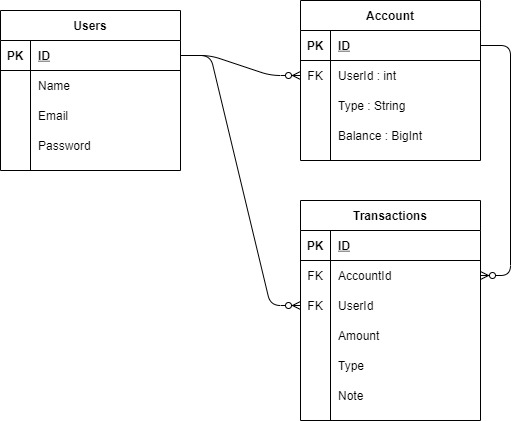 Users
PK ID
Name
Email
Password
Account
PK ID
FK UserId : int
Type : String
Balance : BigInt
Transactions
PK ID
FK AccountId
FK UserId
Amount
Type
Note